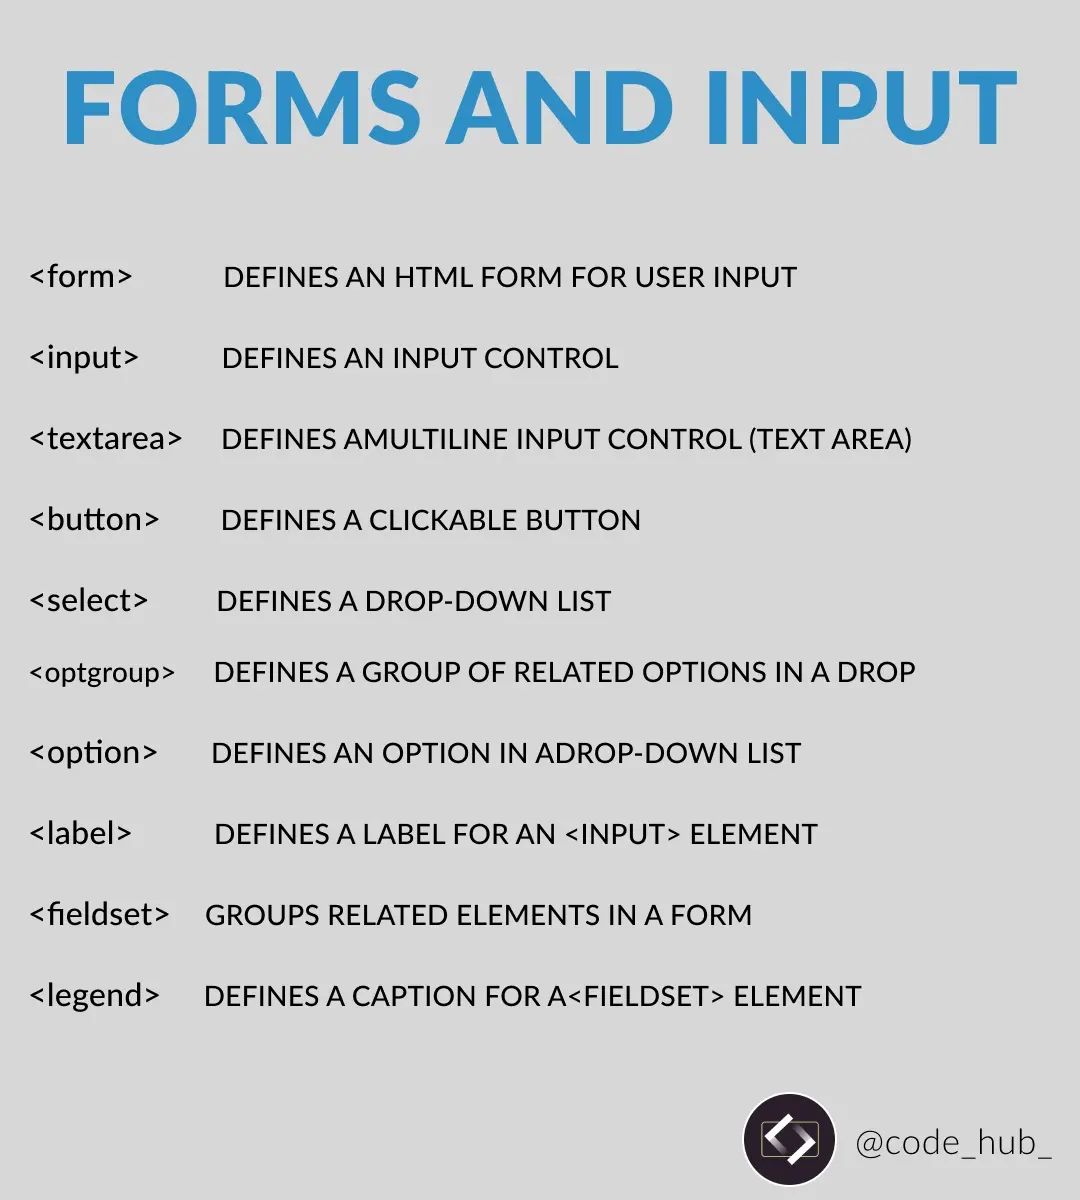 FORMS AND INPUT
<form> DEFINES AN HTML FORM FOR USER INPUT
<input> DEFINES AN INPUT CONTROL
<textarea> DEFINES AMULTILINE INPUT CONTROL (TEXT AREA)
<button> DEFINES A CLICKABLE BUTTON
<select> DEFINES A DROP-DOWN LIST
<optgroup> DEFINES A GROUP OF RELATED OPTIONS IN A DROP
<option> DEFINES AN OPTION IN ADROP-DOWN LIST
<label> DEFINES A LABEL FOR AN <INPUT> ELEMENT
<fieldset> GROUPS RELATED ELEMENTS IN A FORM
<legend> DEFINES A CAPTION FOR A<FIELDSET> ELEMENT
@code_hub_